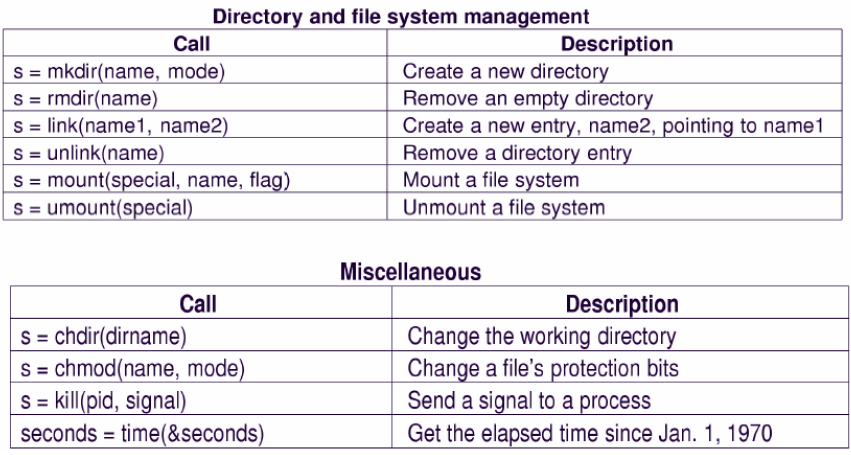 Directory and file system management
Call Description
s = mkdir(name, mode) Create a new directory
s = rmdir(name) Remove an empty directory
s = link(name1, name2) Create a new entry, name2, pointing to name1
s = unlink(name) Remove a directory entry
s = mount(special, name, flag) Mount a file system
s = umount(special) Unmount a file system
Miscellaneous
Call Description
s = chdir(dirname) Change the working directory
s = chmod(name, mode) Change a file's protection bits
s = kill(pid, signal) Send a signal to a process
seconds = time(&seconds) Get the elapsed time since Jan. 1, 1970